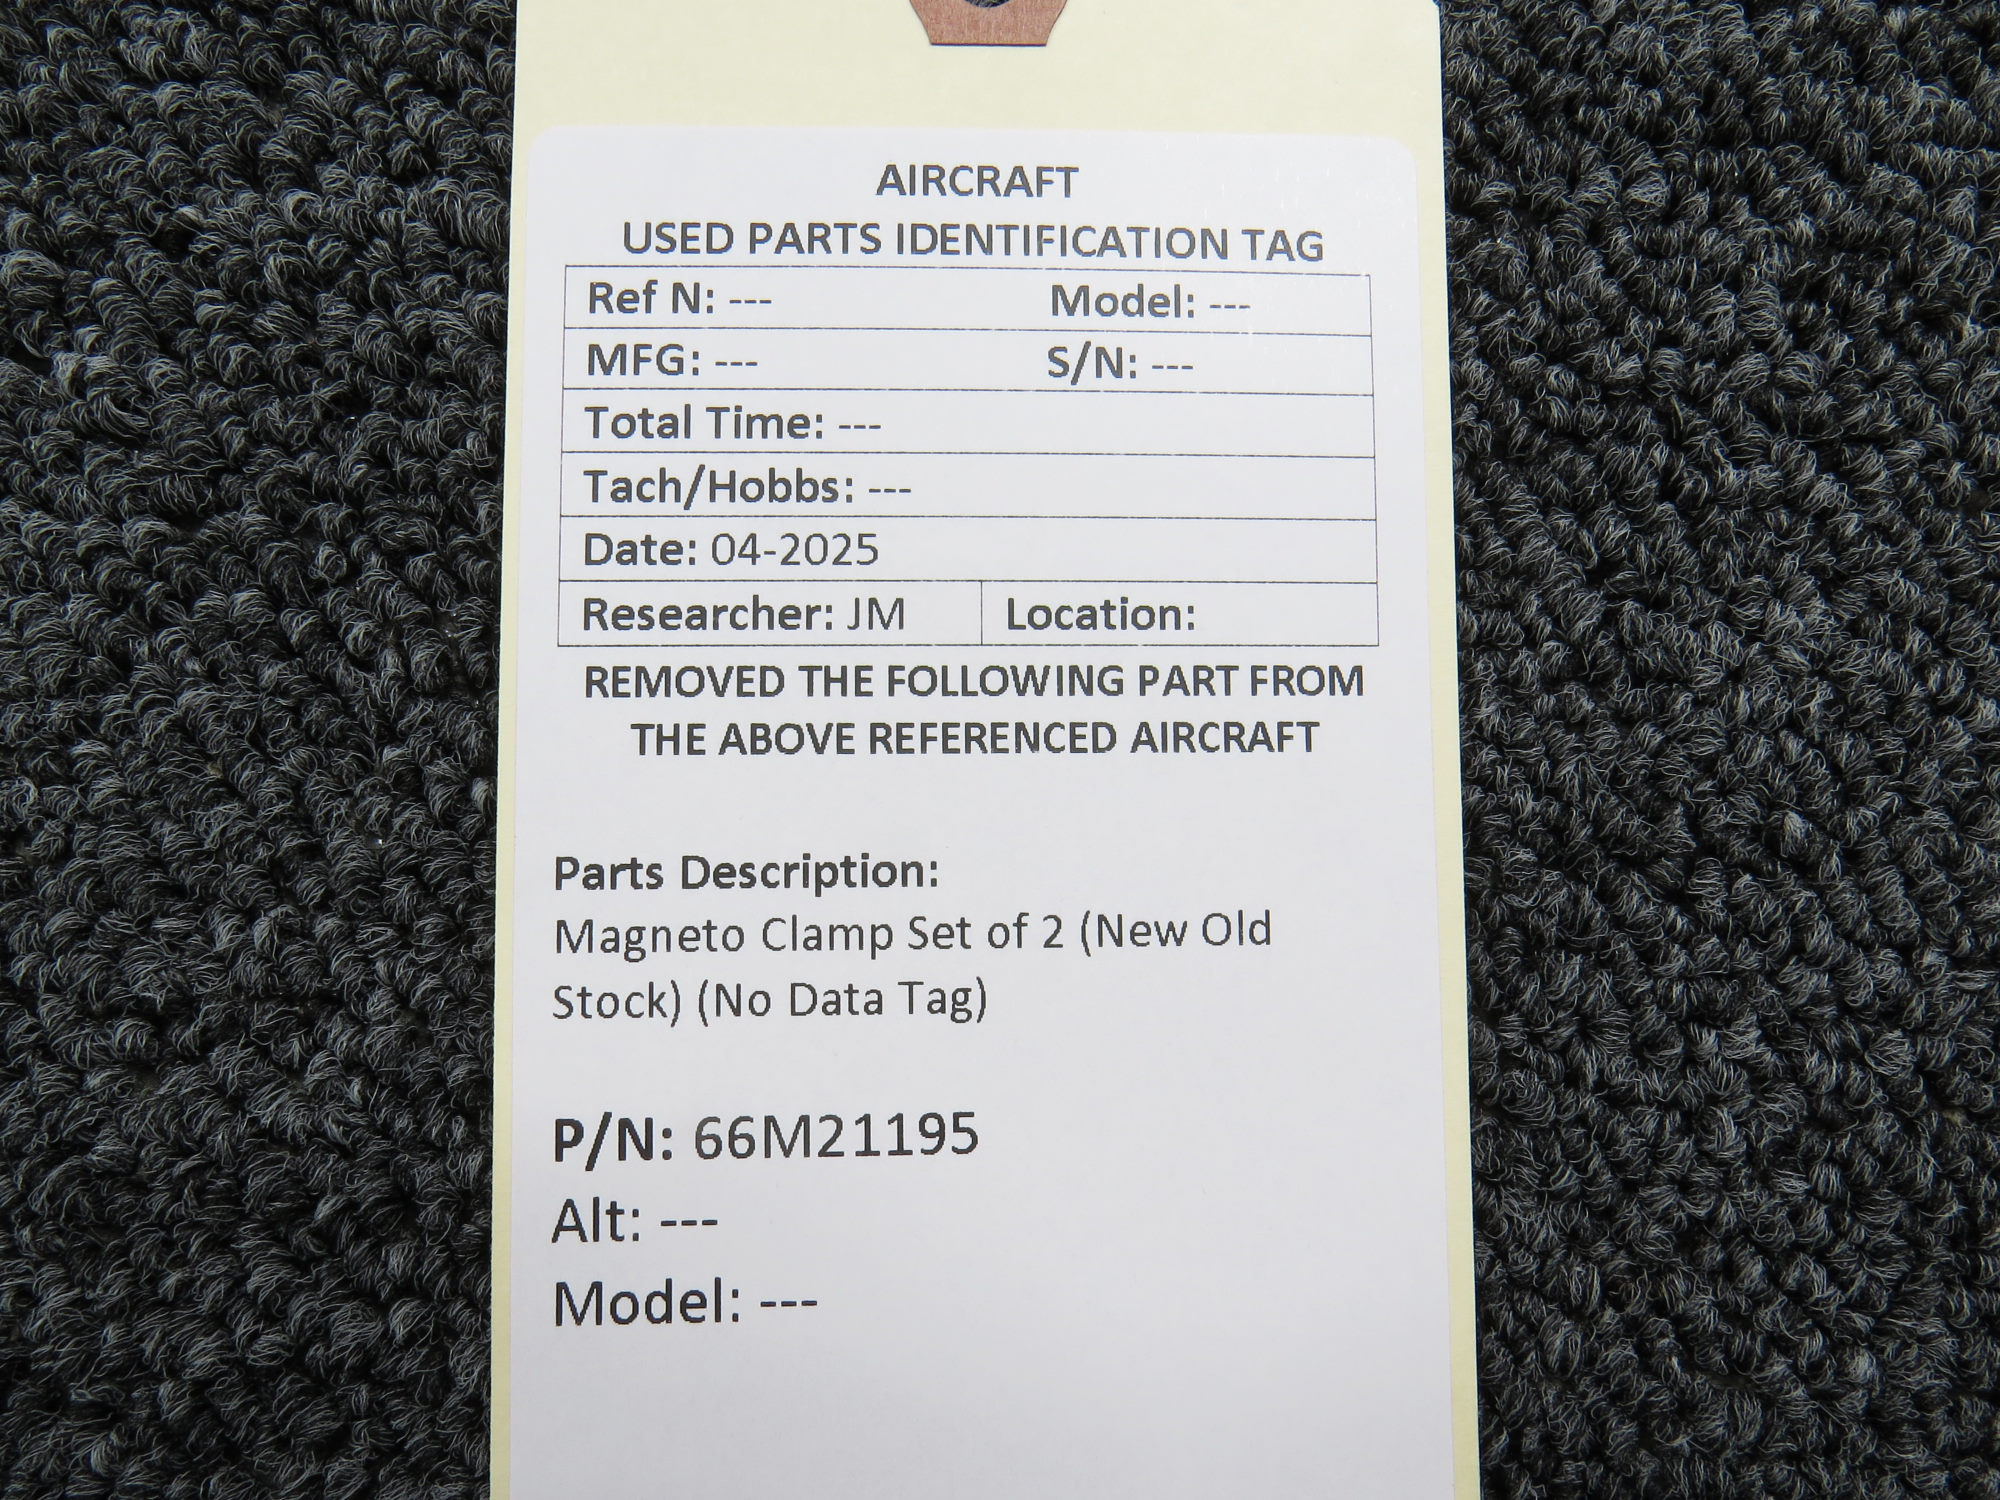 AIRCRAFT
USED PARTS IDENTIFICATION TAG
Ref N: --- Model: ---
MFG: --- S/N: ---
Total Time: ---
Tach/Hobbs: ---
Date: 04-2025
Researcher: JM Location:
REMOVED THE FOLLOWING PART FROM
THE ABOVE REFERENCED AIRCRAFT
Parts Description:
Magneto Clamp Set of 2 (New Old
Stock) (No Data Tag)
P/N: 66M21195
Alt: ---
Model: ---